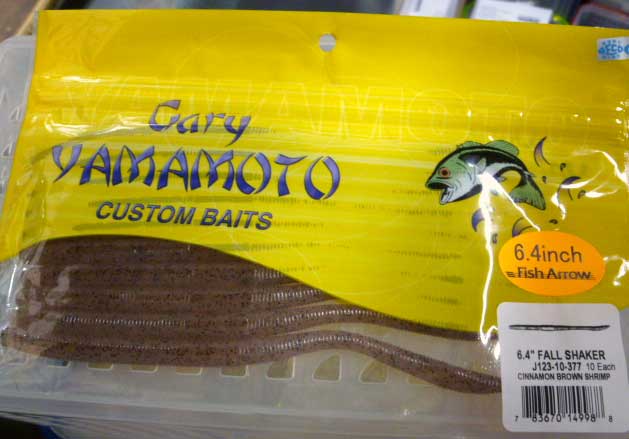 YAMAMOTO
Gary
YAMAMOTO
CUSTOM BAITS
6.4inch
Fish Arrow
6.4" FALL SHAKER
J123-10-377 10 Each
CINNAMON BROWN SHRIMP
7 83670 14998 8